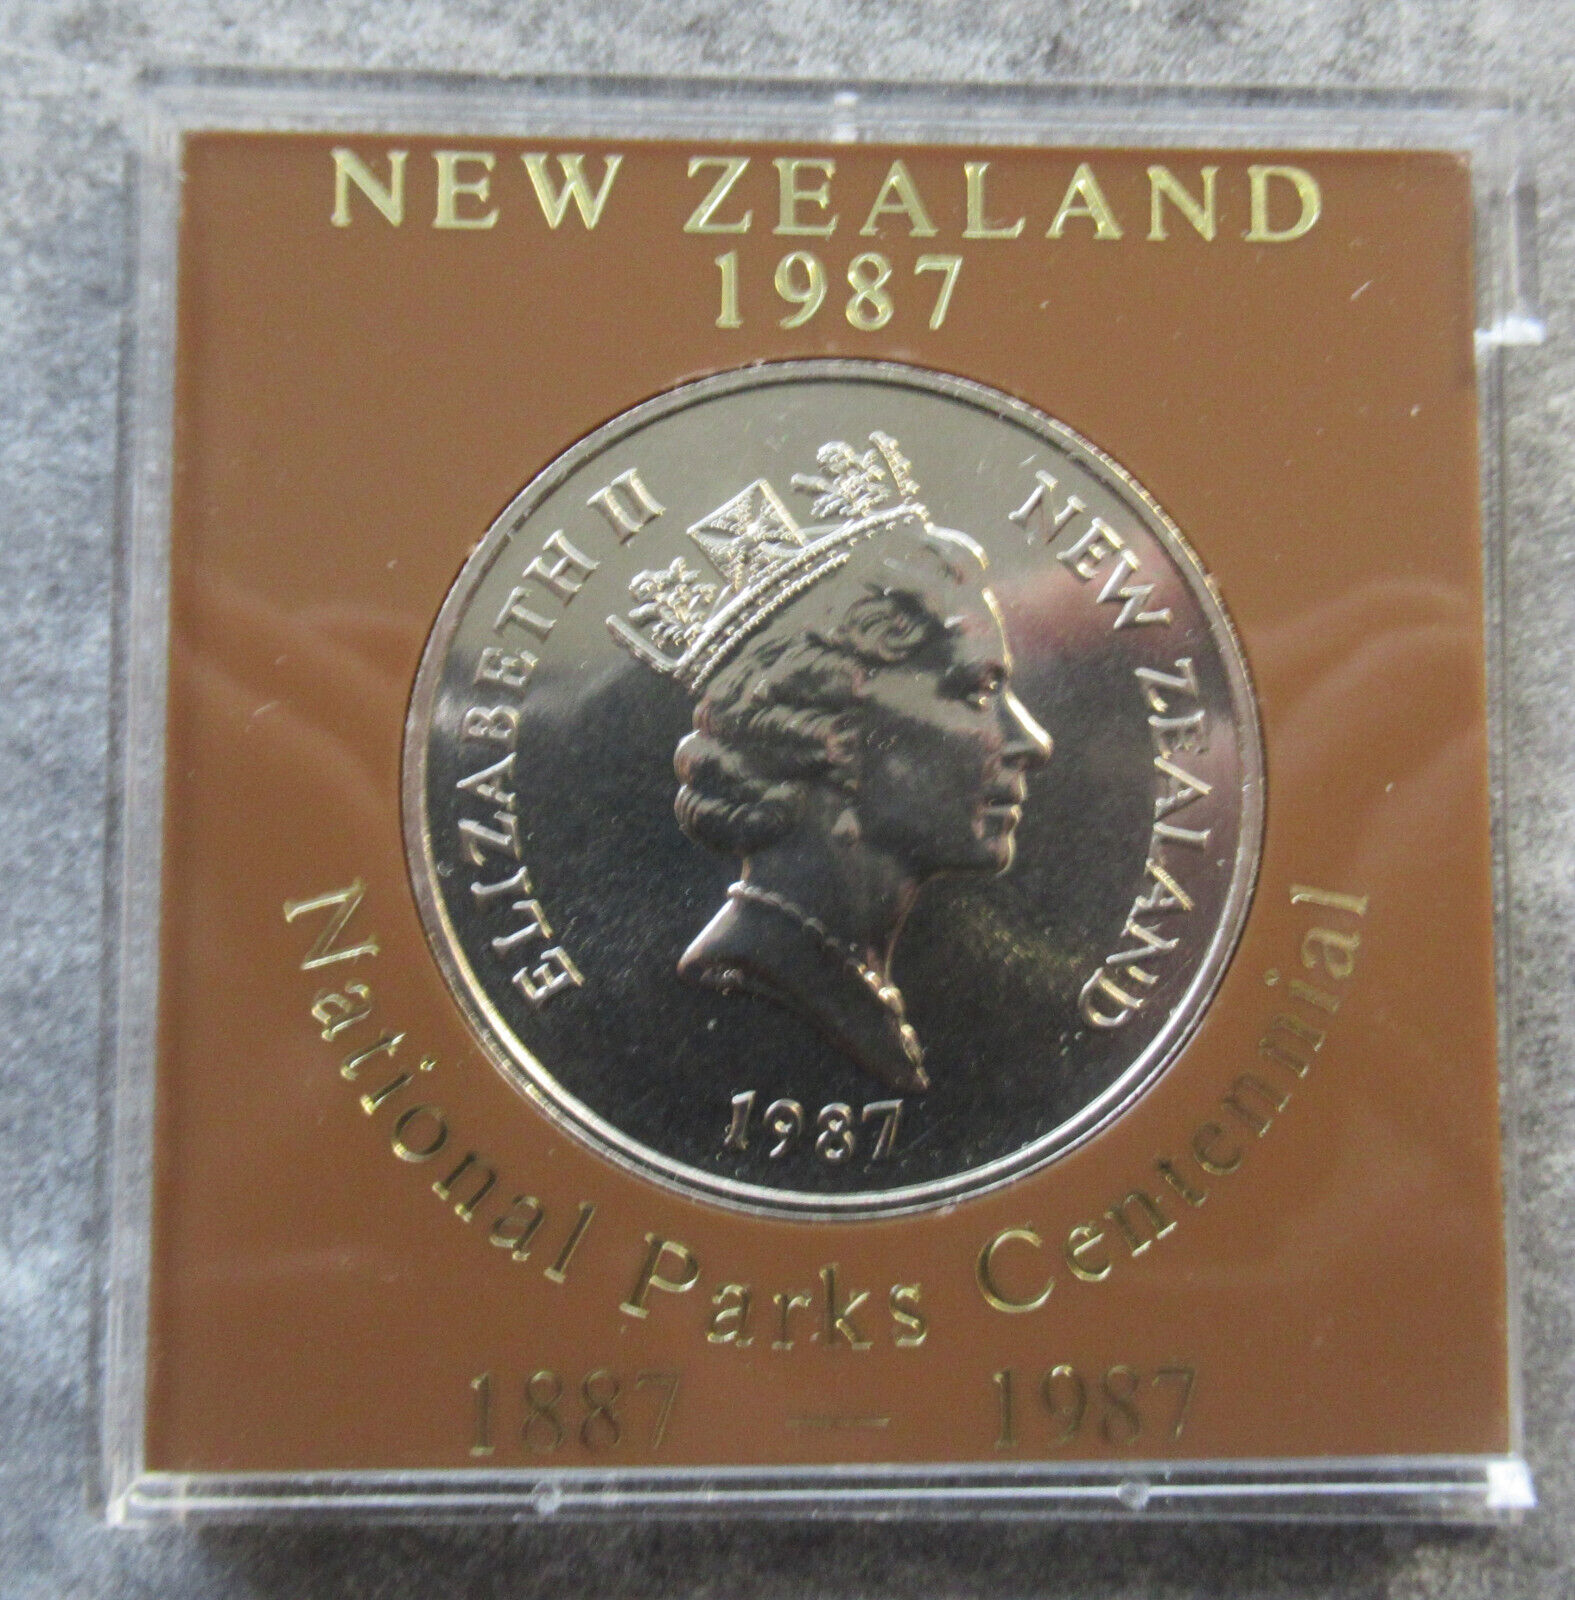 NEW ZEALAND
1987
ELIZABETH II
NEW ZEALAND
1987
National Parks Centennial
1887 — 1987